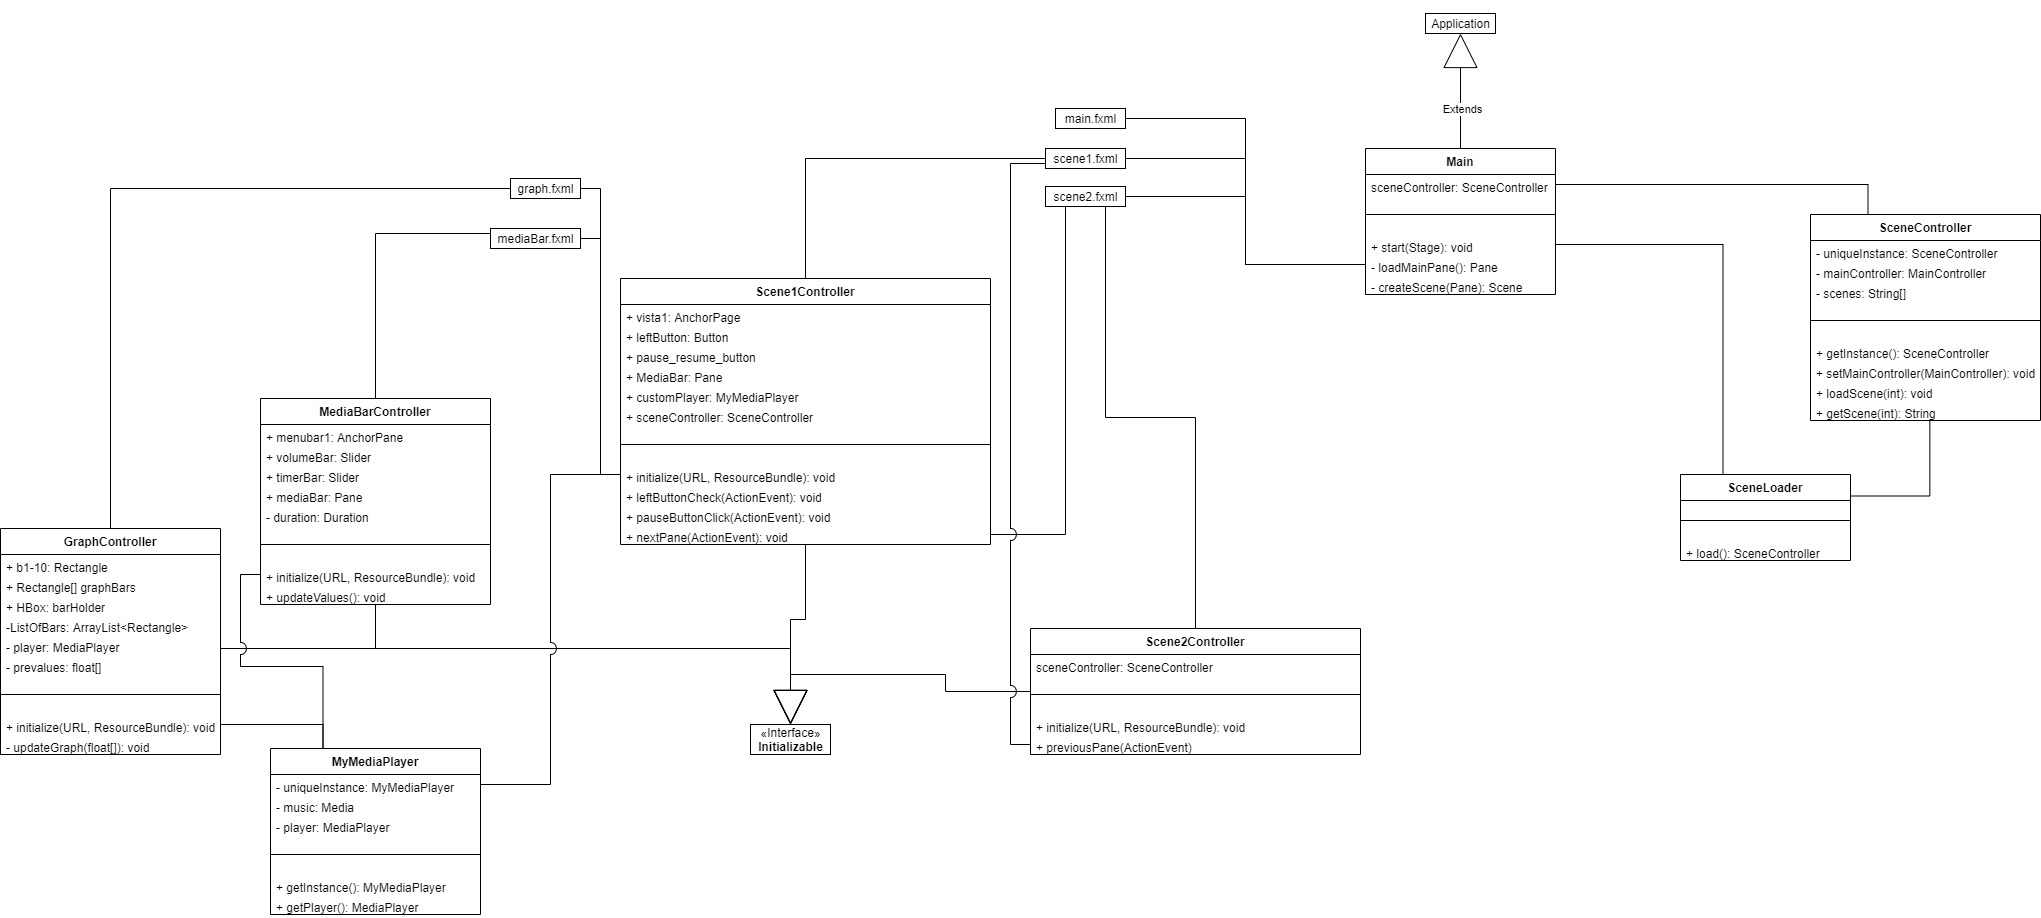 Application
Extends
main.fxml
scene1.fxml
scene2.fxml
graph.fxml
mediaBar.fxml
Main
sceneController: SceneController
+ start(Stage): void
- loadMainPane(): Pane
- createScene(Pane): Scene
SceneController
- uniqueInstance: SceneController
- mainController: MainController
- scenes: String[]
+ getInstance(): SceneController
+ setMainController(MainController): void
+ loadScene(int): void
+ getScene(int): String
Scene1Controller
+ vista1: AnchorPage
+ leftButton: Button
+ pause_resume_button
+ MediaBar: Pane
+ customPlayer: MyMediaPlayer
+ sceneController: SceneController
+ initialize(URL, ResourceBundle): void
+ leftButtonCheck(ActionEvent): void
+ pauseButtonClick(ActionEvent): void
+ nextPane(ActionEvent): void
MediaBarController
+ menubar1: AnchorPane
+ volumeBar: Slider
+ timerBar: Slider
+ mediaBar: Pane
- duration: Duration
+ initialize(URL, ResourceBundle): void
+ updateValues(): void
SceneLoader
+ load(): SceneController
GraphController
+ b1-10: Rectangle
+ Rectangle[] graphBars
+ HBox: barHolder
-ListOfBars: ArrayList<Rectangle>
- player: MediaPlayer
- prevalues: float[]
+ initialize(URL, ResourceBundle): void
- updateGraph(float[]): void
Scene2Controller
sceneController: SceneController
+ initialize(URL, ResourceBundle): void
+ previousPane(ActionEvent)
«Interface»
Initializable
MyMediaPlayer
- uniqueInstance: MyMediaPlayer
- music: Media
- player: MediaPlayer
+ getInstance(): MyMediaPlayer
+ getPlayer(): MediaPlayer